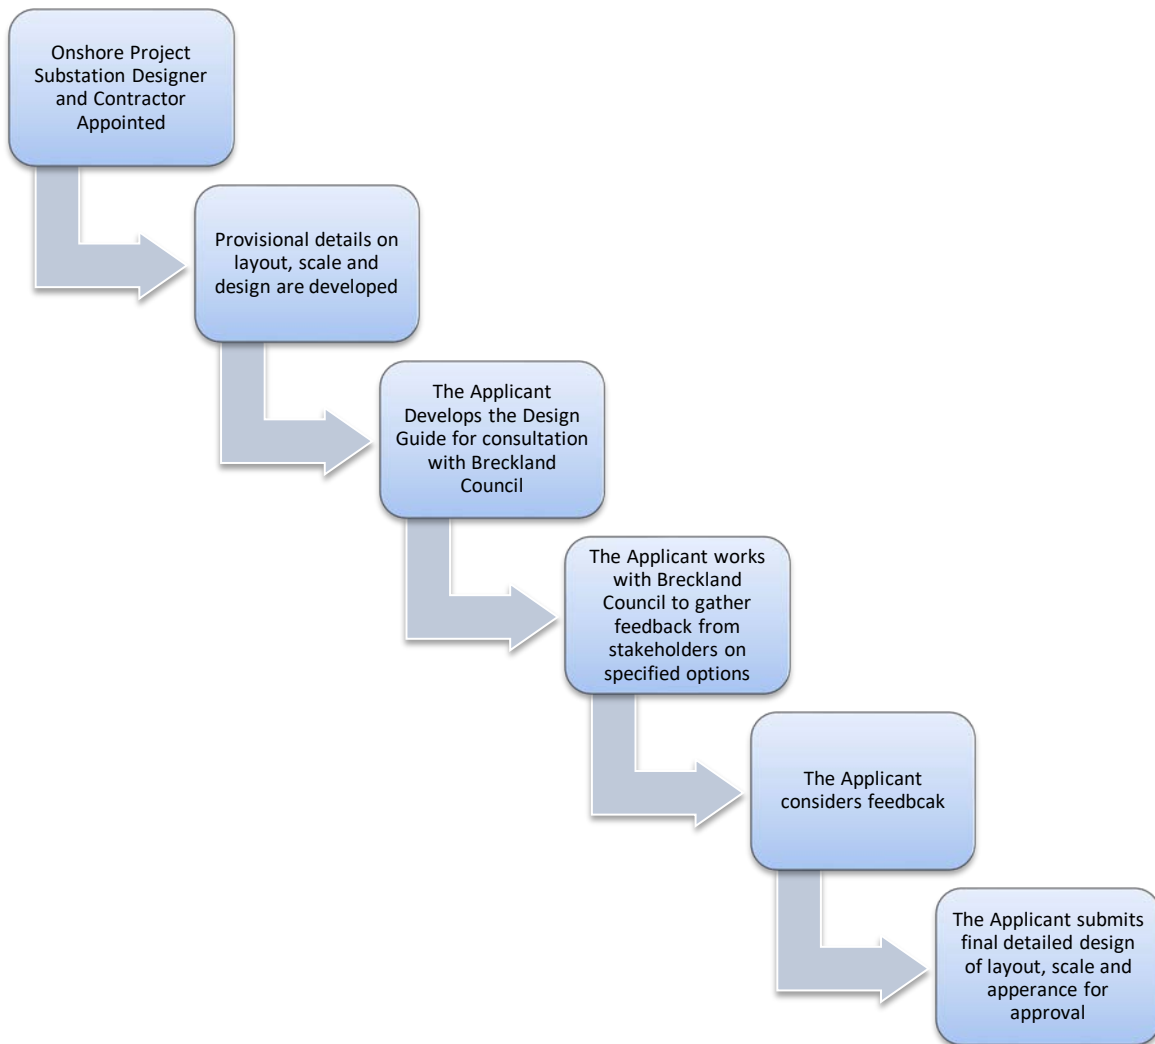 Onshore Project
Substation Designer
and Contractor
Appointed
Provisional details on
layout, scale and
design are developed
The Applicant
Develops the Design
Guide for consultation
with Breckland
Council
The Applicant works
with Breckland
Council to gather
feedback from
stakeholders on
specified options
The Applicant
considers feedbcak
The Applicant submits
final detailed design
of layout, scale and
apperance for
approval